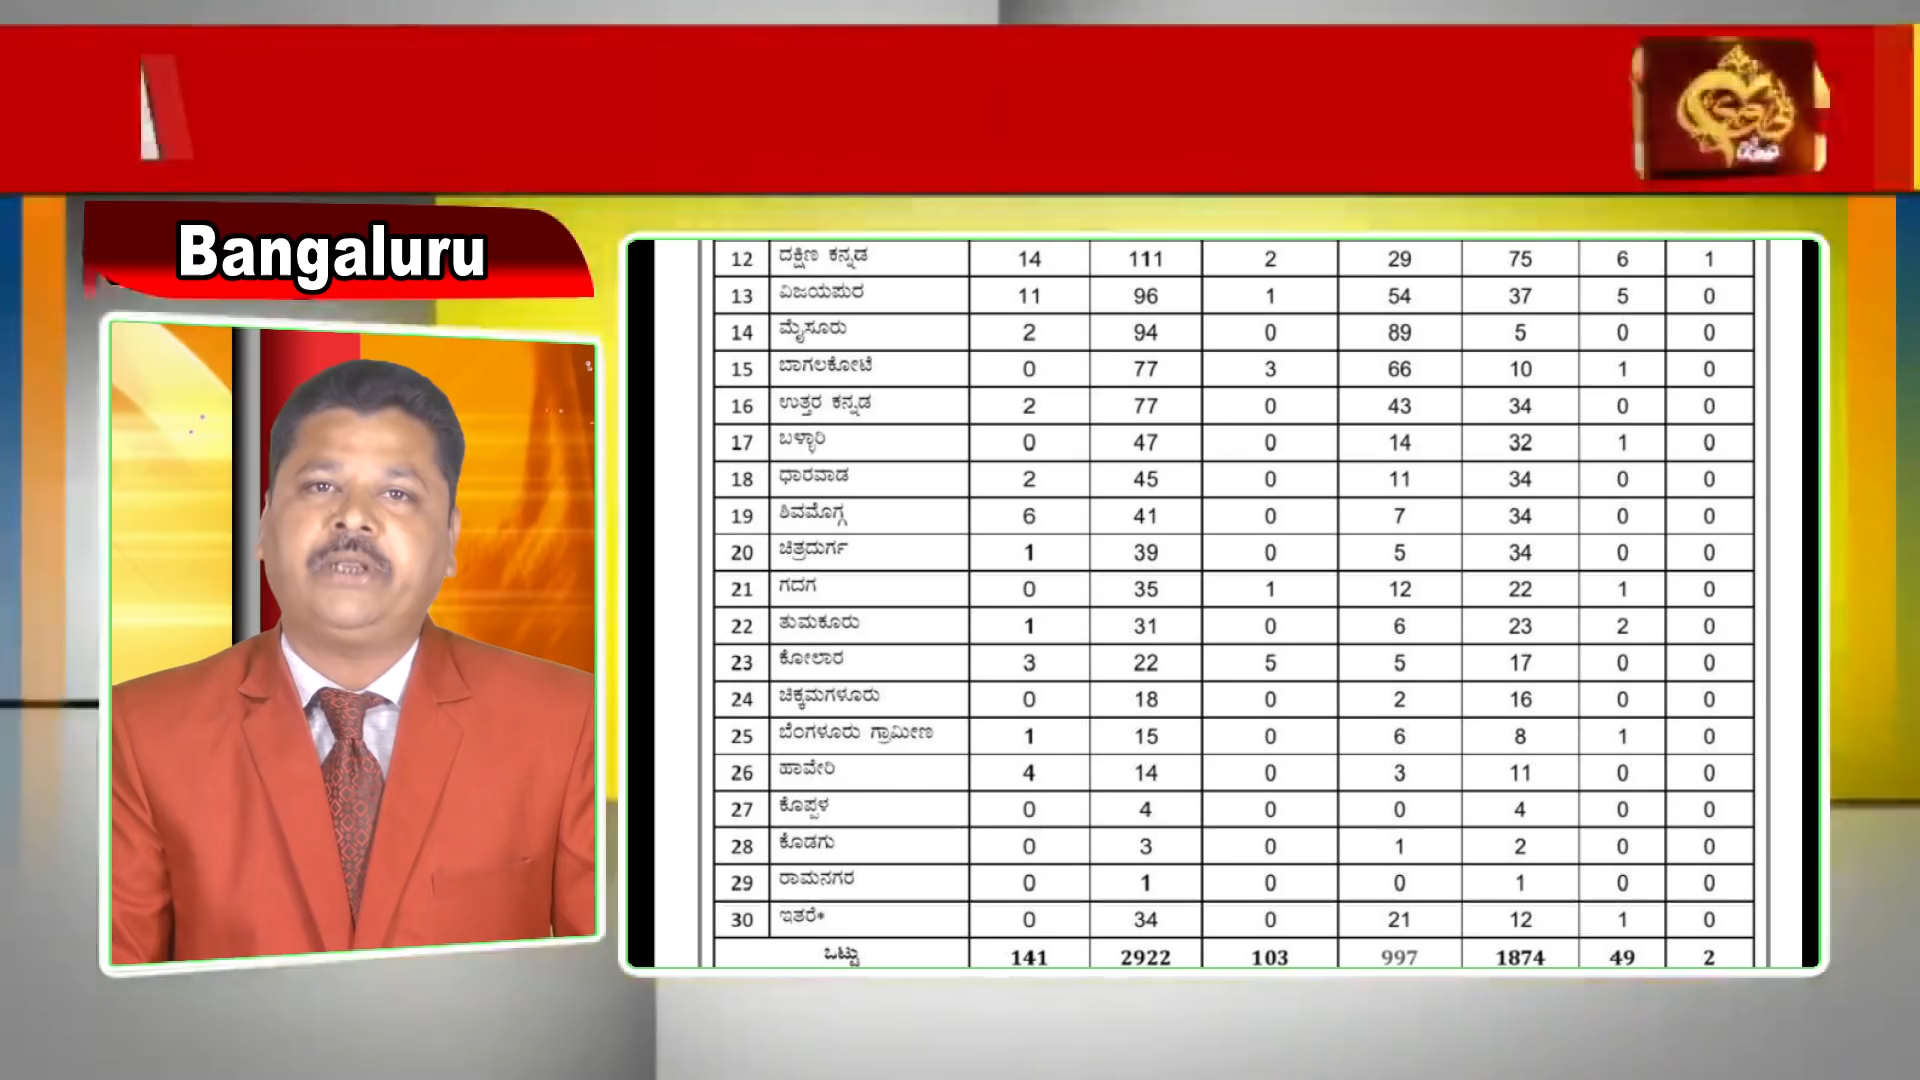 Bangaluru
12 ದಕ್ಷಿಣ ಕನ್ನಡ 14 111 2 29 75 6 1
13 ವಿಜಯಪುರ 11 96 1 54 37 5 0
14 ಮೈಸೂರು 2 94 0 89 5 0 0
15 ಬಾಗಲಕೋಟೆ 0 77 3 66 10 1 0
16 ಉತ್ತರ ಕನ್ನಡ 2 77 0 43 34 0 0
17 ಬಳ್ಳಾರಿ 0 47 0 14 32 1 0
18 ಧಾರವಾಡ 2 45 0 11 34 0 0
19 ಶಿವಮೊಗ್ಗ 6 41 0 7 34 0 0
20 ಚಿತ್ರದುರ್ಗ 1 39 0 5 34 0 0
21 ಗದಗ 0 35 1 12 22 1 0
22 ತುಮಕೂರು 1 31 0 6 23 2 0
23 ಕೋಲಾರ 3 22 5 5 17 0 0
24 ಚಿಕ್ಕಮಗಳೂರು 0 18 0 2 16 0 0
25 ಬೆಂಗಳೂರು ಗ್ರಾಮೀಣ 1 15 0 6 8 1 0
26 ಹಾವೇರಿ 4 14 0 3 11 0 0
27 ಕೊಪ್ಪಳ 0 4 0 0 4 0 0
28 ಕೊಡಗು 0 3 0 1 2 0 0
29 ರಾಮನಗರ 0 1 0 0 1 0 0
30 ಇತರೆ* 0 34 0 21 12 1 0
ಒಟ್ಟು 141 2922 103 997 1874 49 2